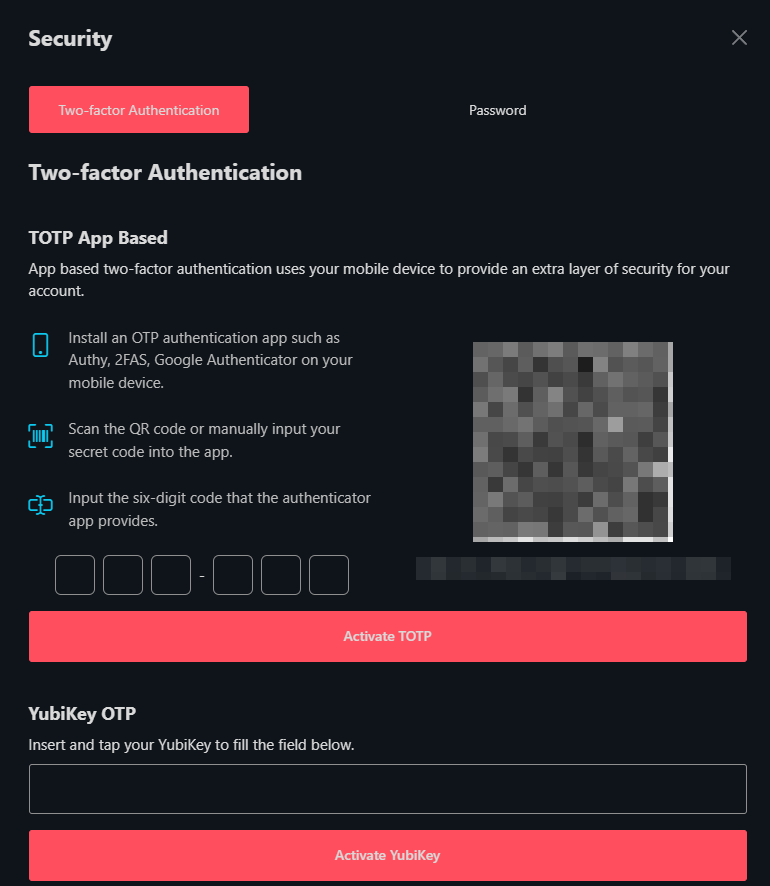 Security
Two-factor Authentication
Password
Two-factor Authentication
TOTP App Based
App based two-factor authentication uses your mobile device to provide an extra layer of security for your
account.
Install an OTP authentication app such as
Authy, 2FAS, Google Authenticator on your
mobile device.
Scan the QR code or manually input your
secret code into the app.
Input the six-digit code that the authenticator
app provides.
-
Activate TOTP
YubiKey OTP
Insert and tap your YubiKey to fill the field below.
Activate YubiKey